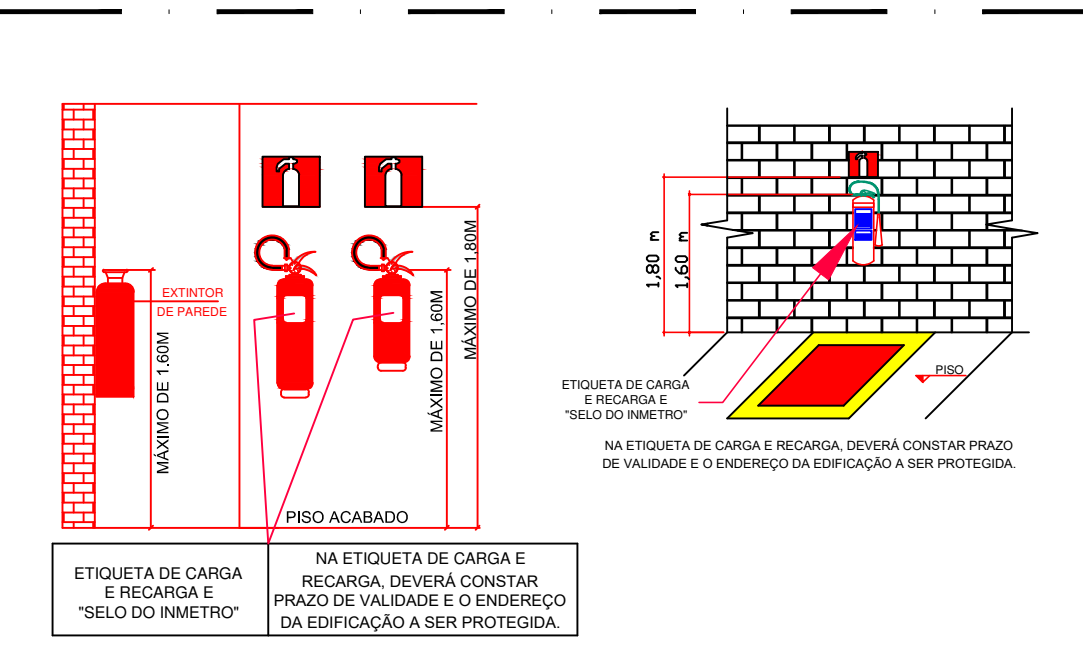 EXTINTOR
DE PAREDE
MÁXIMO DE 1.60M
MÁXIMO DE 1,60M
MÁXIMO DE 1,80M
PISO ACABADO
ETIQUETA DE CARGA
E RECARGA E
"SELO DO INMETRO"
NA ETIQUETA DE CARGA E
RECARGA, DEVERÁ CONSTAR
PRAZO DE VALIDADE E O ENDEREÇO
DA EDIFICAÇÃO A SER PROTEGIDA.
1,80 m
1,60 m
PISO
ETIQUETA DE CARGA
E RECARGA E
"SELO DO INMETRO"
NA ETIQUETA DE CARGA E RECARGA, DEVERÁ CONSTAR PRAZO
DE VALIDADE E O ENDEREÇO DA EDIFICAÇÃO A SER PROTEGIDA.